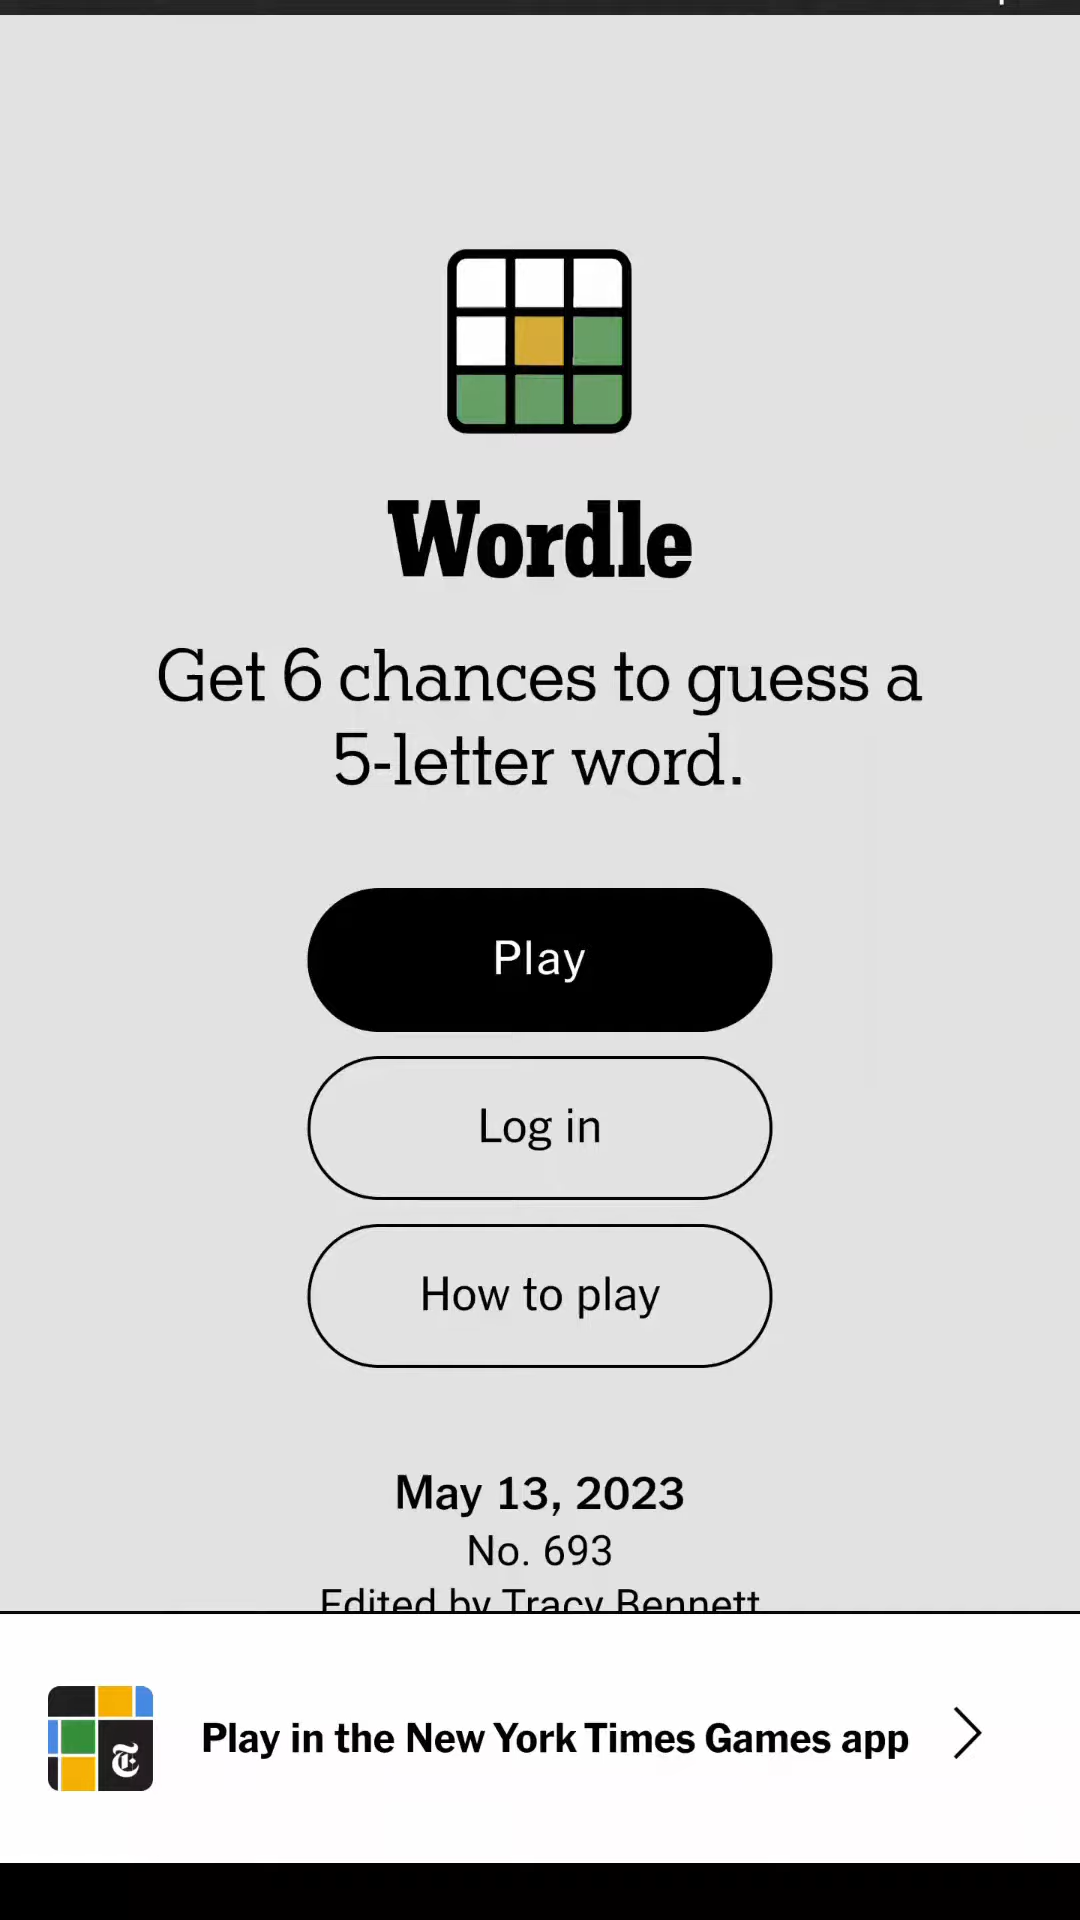 Wordle
Get 6 chances to guess a
5-letter word.
Play
Log in
How to play
May 13, 2023
No. 693
Edited by Tracy Bennett
Play in the New York Times Games app